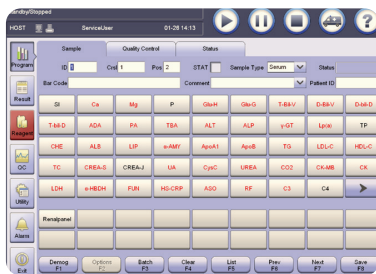 Standby/Stopped
HOST ServiceUser 01-26 14:13
Sample Quality Control Status
Program
ID 1 Crsl 1 Pos 2 STAT Sample Type Serum Status
Bar Code Comment Patient ID
Result
SI Ca Mg P Glu-H Glu-G T-Bil-V D-Bil-V D-bil-D
Reagent
T-bil-D ADA PA TBA ALT ALP γ-GT Lp(a) TP
CHE ALB LIP α-AMY ApoA1 ApoB TG LDL-C HDL-C
QC
TC CREA-S CREA-J UA CysC UREA CO2 CK-MB CK
LDH α-HBDH FUN HS-CRP ASO RF C3 C4
Utility
Renalpanel
Alarm
Exit
Demog Options Batch Clear List Prev Next Save
F1 F2 F3 F4 F5 F6 F7 F8